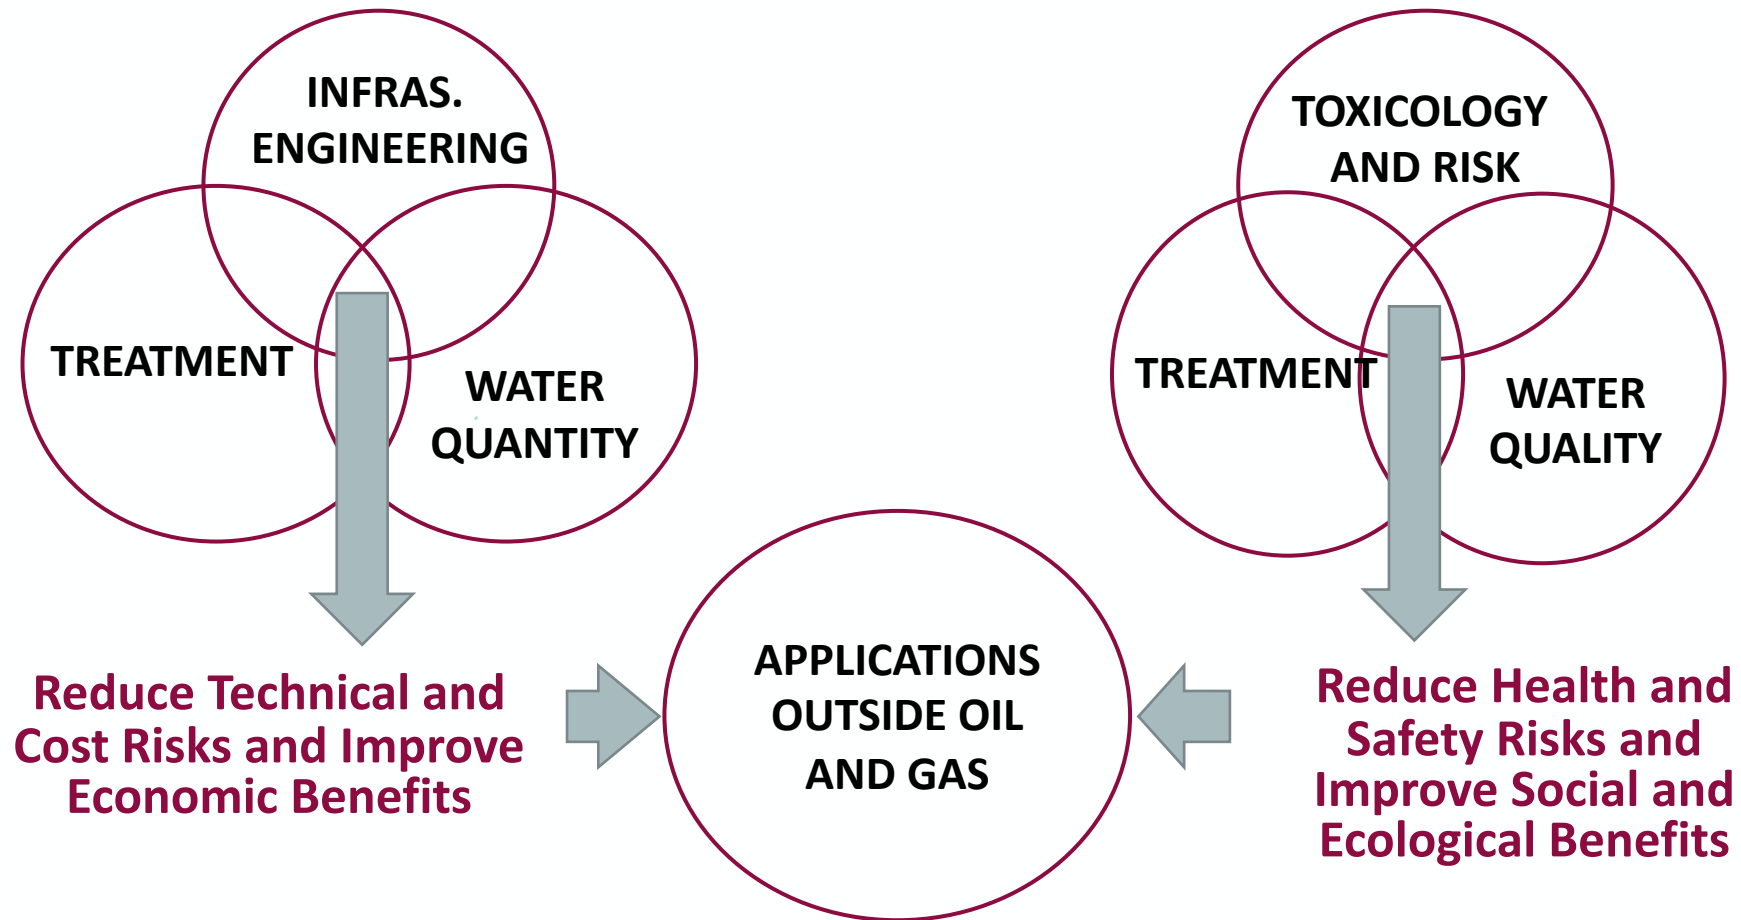 INFRAS.
ENGINEERING
TREATMENT
WATER
QUANTITY
Reduce Technical and
Cost Risks and Improve
Economic Benefits
APPLICATIONS
OUTSIDE OIL
AND GAS
TOXICOLOGY
AND RISK
TREATMENT
WATER
QUALITY
Reduce Health and
Safety Risks and
Improve Social and
Ecological Benefits